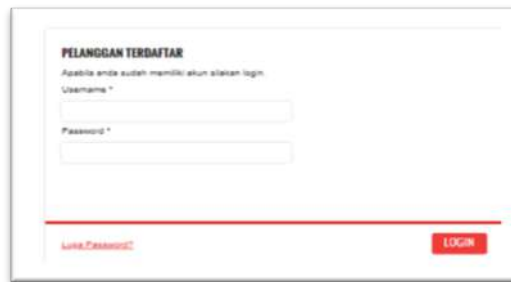 PELANGGAN TERDAFTAR
Apabila anda sudah memiliki akun silakan login.
Username *
Password *
Lupa Password?
LOGIN